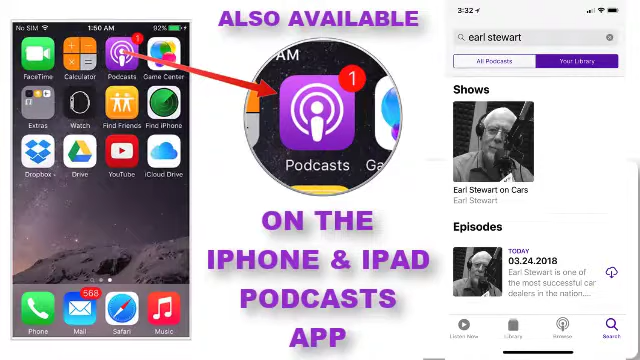 No SIM
1:50 AM
92%
1
FaceTime
Calculator
Podcasts
Game Center
Extras
Watch
Find Friends
Find iPhone
Dropbox
Drive
YouTube
iCloud Drive
568
Phone
Mail
Safari
Music
ALSO AVAILABLE
AM
1
Podcasts
Ga
ON THE
IPHONE & IPAD
PODCASTS
APP
3:32
earl stewart
All Podcasts
Your Library
Shows
Earl Stewart on Cars
Earl Stewart
Episodes
TODAY
03.24.2018
Earl Stewart is one of
the most successful car
dealers in the nation....
Listen Now
Library
Browse
Search